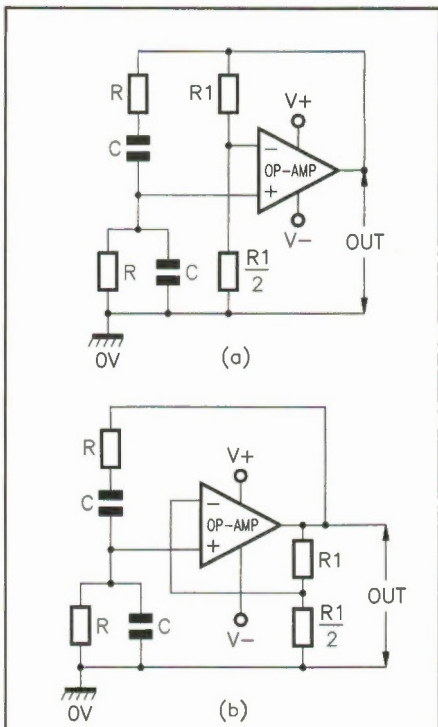 R
R1
V+
C
−
OP-AMP
+
V-
OUT
R
C
R1
2
0V
(a)
R
C
V+
−
OP-AMP
+
R1
OUT
R
C
V-
R1
2
0V
(b)